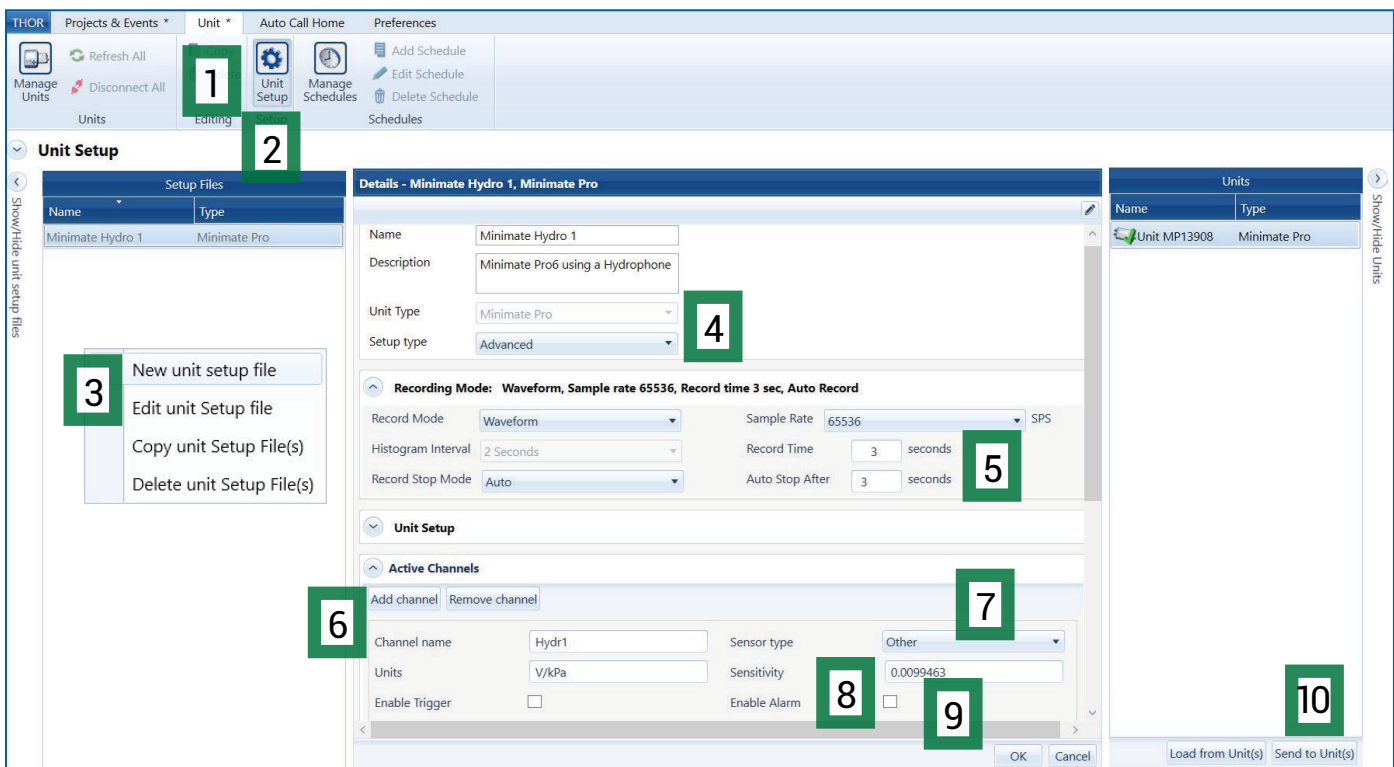 THOR Projects & Events * Unit * Auto Call Home Preferences
Manage Units
Refresh All
Disconnect All
Units
1
Editing
Unit Setup
Setup
2
Manage Schedules
Add Schedule
Edit Schedule
Delete Schedule
Schedules
Unit Setup
Show/Hide unit setup files
Setup Files
Name Type
Minimate Hydro 1 Minimate Pro
3
New unit setup file
Edit unit Setup file
Copy unit Setup File(s)
Delete unit Setup File(s)
Details - Minimate Hydro 1, Minimate Pro
Name Minimate Hydro 1
Description Minimate Pro6 using a Hydrophone
Unit Type Minimate Pro
4
Setup type Advanced
Recording Mode: Waveform, Sample rate 65536, Record time 3 sec, Auto Record
Record Mode Waveform Sample Rate 65536 SPS
Histogram Interval 2 Seconds Record Time 3 seconds
5
Record Stop Mode Auto Auto Stop After 3 seconds
Unit Setup
Active Channels
Add channel Remove channel
6
7
Channel name Hydr1 Sensor type Other
Units V/kPa Sensitivity 0.0099463
Enable Trigger Enable Alarm
8
9
OK Cancel
Units
Name Type
Unit MP13908 Minimate Pro
Show/Hide Units
10
Load from Unit(s) Send to Unit(s)